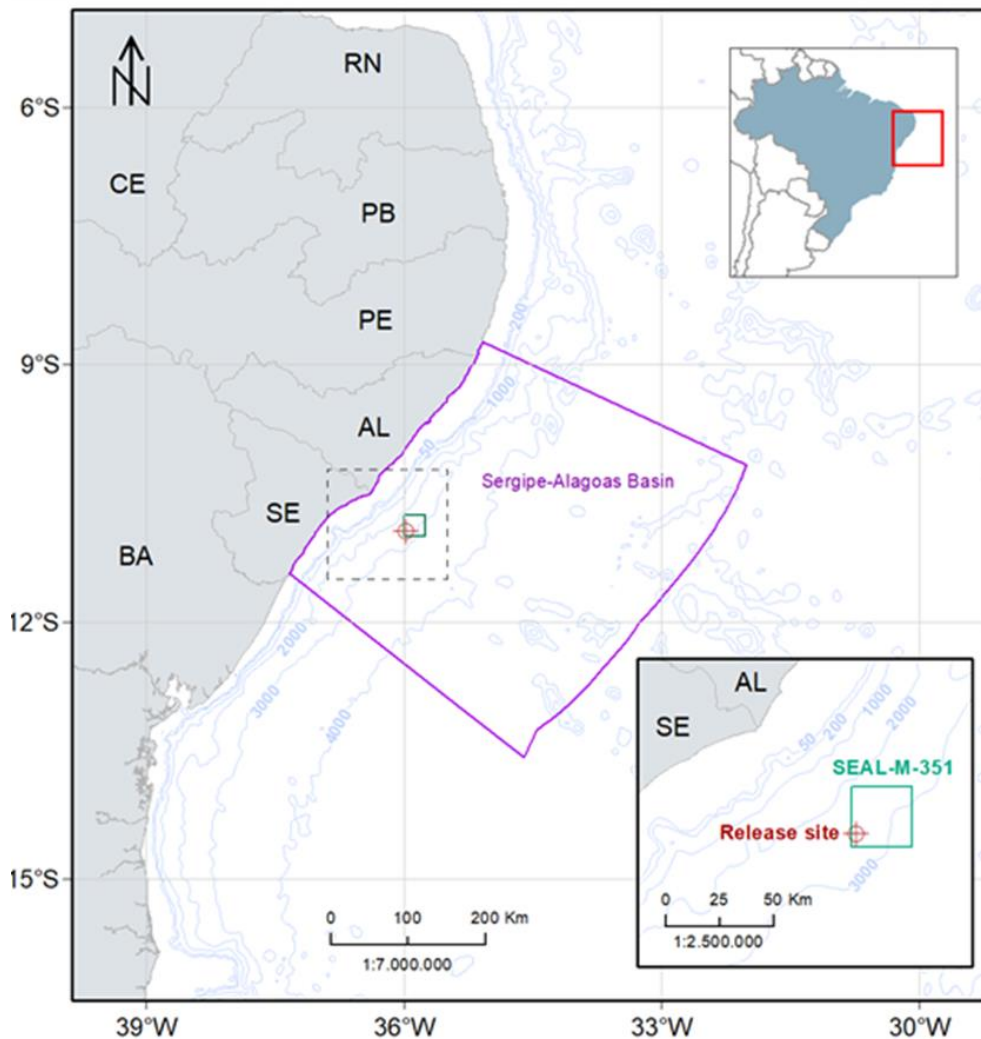 RN
6°S
CE
PB
PE
200
9°S
1000
AL
50
Sergipe-Alagoas Basin
SE
BA
12°S
2000
3000
4000
AL
SE
50
200
1000
2000
SEAL-M-351
Release site
3000
0 25 50 Km
1:2.500.000
15°S
0 100 200 Km
1:7.000.000
39°W 36°W 33°W 30°W
N